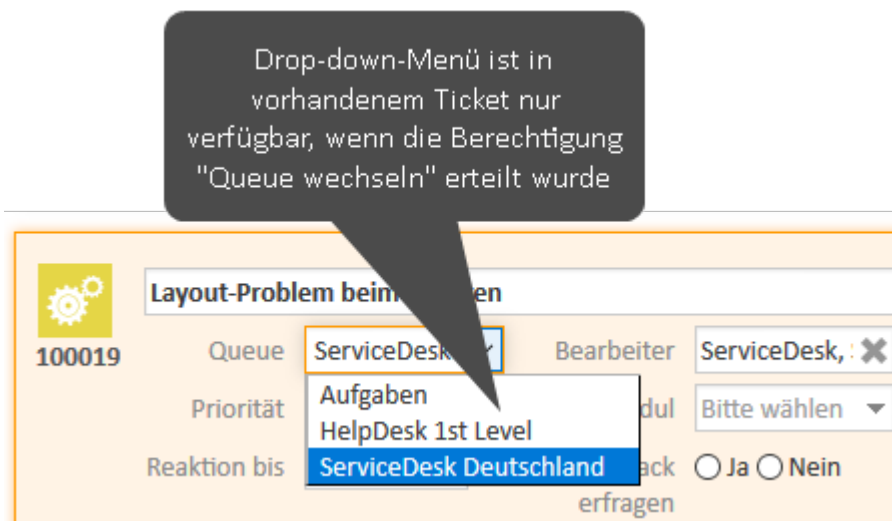 Drop-down-Menü ist in
vorhandenem Ticket nur
verfügbar, wenn die Berechtigung
"Queue wechseln" erteilt wurde
Layout-Problem beim en
100019
Queue ServiceDesk Bearbeiter ServiceDesk,
Priorität Aufgaben dul Bitte wählen
HelpDesk 1st Level
Reaktion bis ServiceDesk Deutschland ack Ja Nein
erfragen